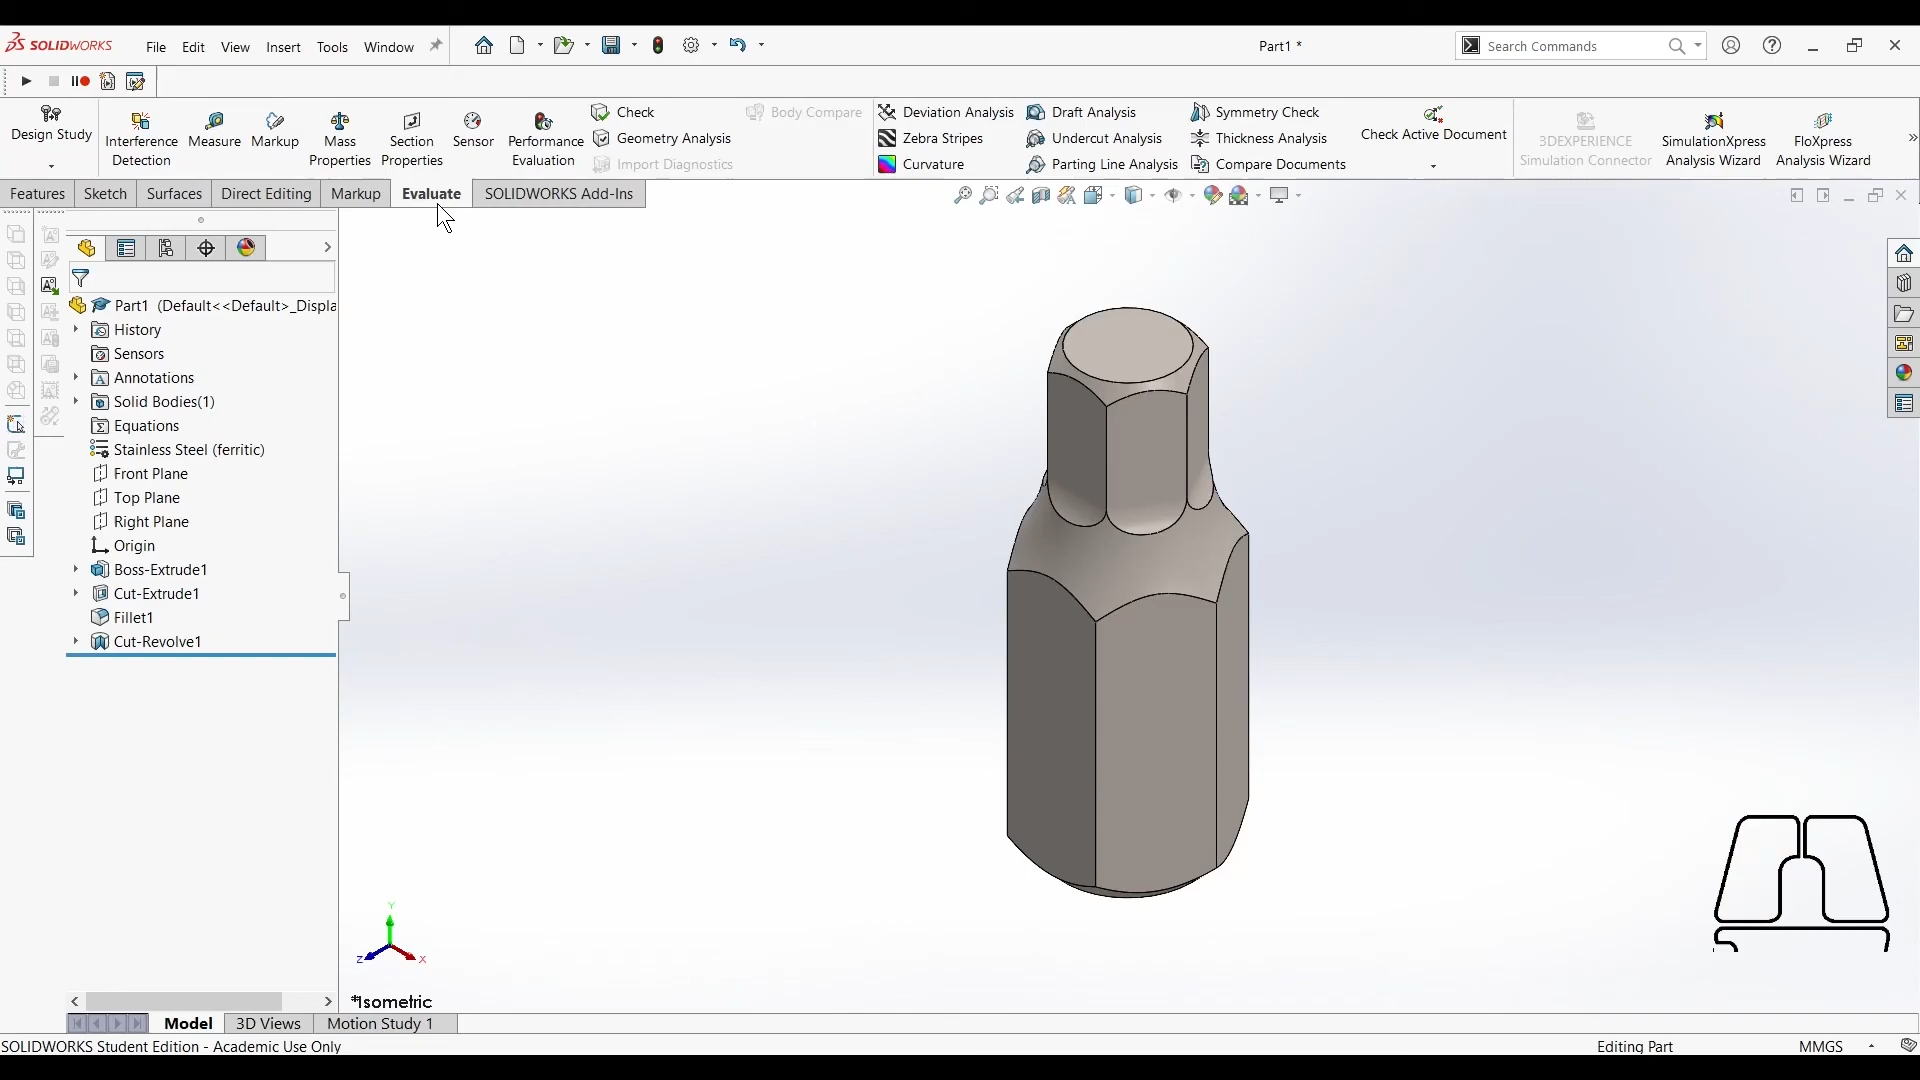 SOLIDWORKS File Edit View Insert Tools Window Part1 * Search Commands
Design Study
Interference Detection
Measure
Markup
Mass Properties
Section Properties
Sensor
Performance Evaluation
Check
Geometry Analysis
Import Diagnostics
Body Compare
Deviation Analysis
Zebra Stripes
Curvature
Draft Analysis
Undercut Analysis
Parting Line Analysis
Symmetry Check
Thickness Analysis
Compare Documents
Check Active Document
3DEXPERIENCE Simulation Connector
SimulationXpress Analysis Wizard
FloXpress Analysis Wizard
Features Sketch Surfaces Direct Editing Markup Evaluate SOLIDWORKS Add-Ins
Part1 (Default<<Default>_Displa
History
Sensors
Annotations
Solid Bodies(1)
Equations
Stainless Steel (ferritic)
Front Plane
Top Plane
Right Plane
Origin
Boss-Extrude1
Cut-Extrude1
Fillet1
Cut-Revolve1
Y
Z X
*Isometric
Model 3D Views Motion Study 1
SOLIDWORKS Student Edition - Academic Use Only Editing Part MMGS